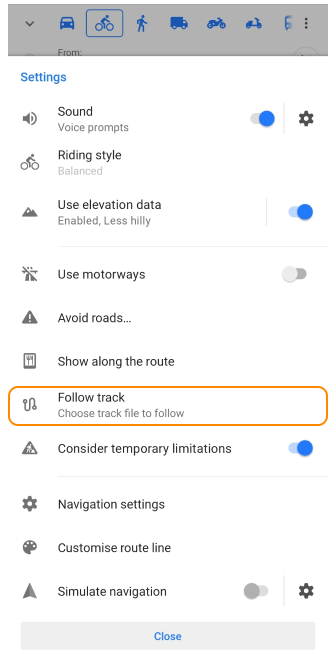 From:
Settings
Sound
Voice prompts
Riding style
Balanced
Use elevation data
Enabled, Less hilly
Use motorways
Avoid roads...
Show along the route
Follow track
Choose track file to follow
Consider temporary limitations
Navigation settings
Customise route line
Simulate navigation
Close